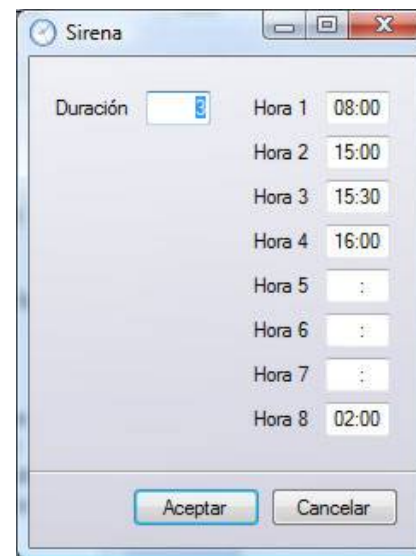 Sirena
Duración 3 Hora 1 08:00
Hora 2 15:00
Hora 3 15:30
Hora 4 16:00
Hora 5 :
Hora 6 :
Hora 7 :
Hora 8 02:00
Aceptar Cancelar